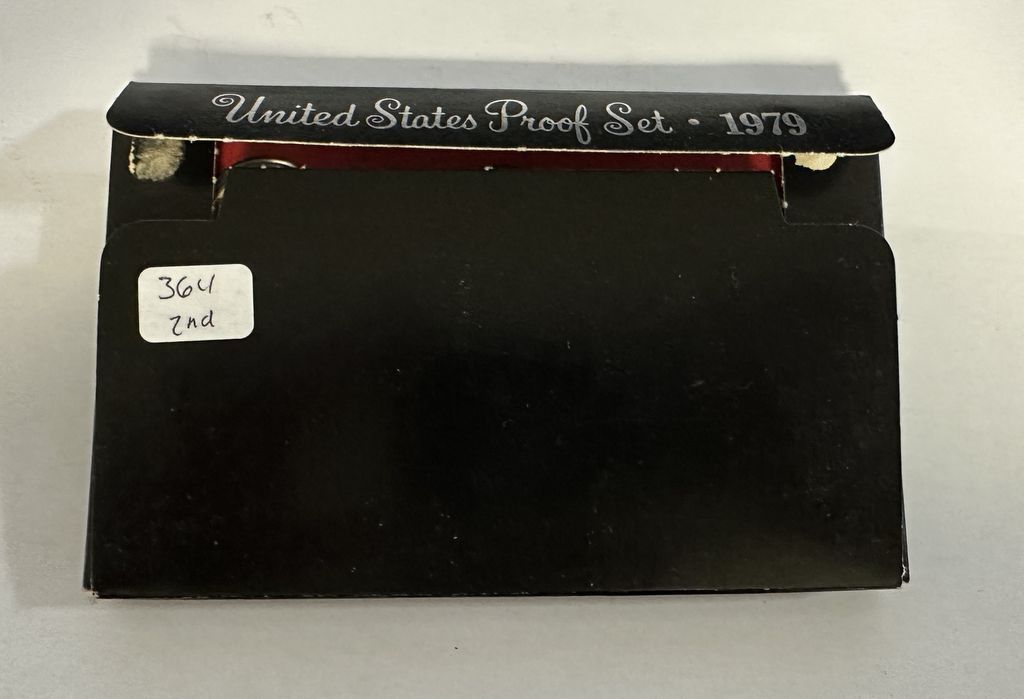 United States Proof Set • 1979
364
2nd